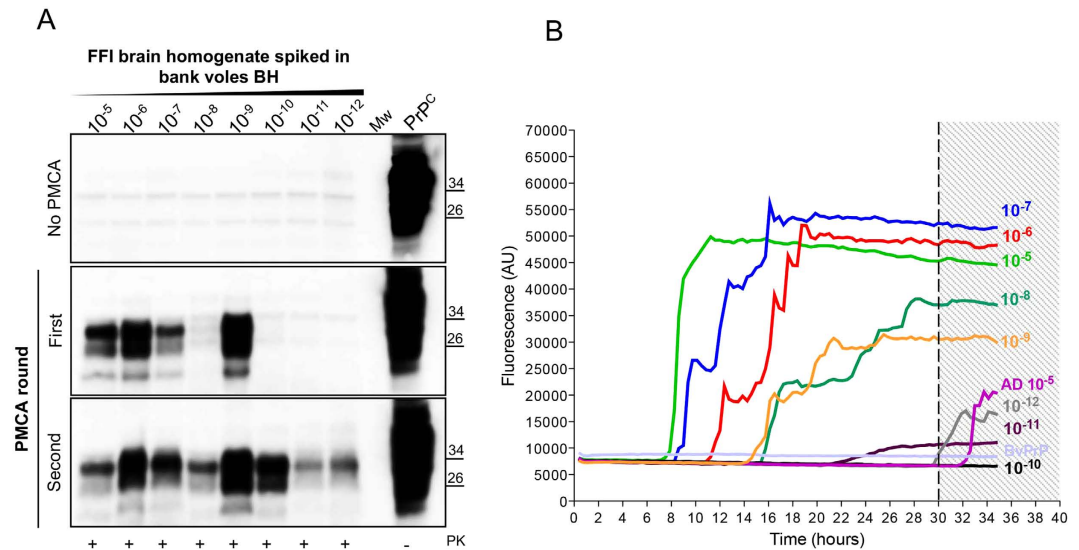 A
FFI brain homogenate spiked in
bank voles BH
10-5 10-6 10-7 10-8 10-9 10-10 10-11 10-12 Mw PrPC
No PMCA
34
26
PMCA round
First
34
26
Second
34
26
+ + + + + + + + - PK
B
Fluorescence (AU)
70000
65000
60000
55000
50000
45000
40000
35000
30000
25000
20000
15000
10000
5000
0
10-7
10-6
10-5
10-8
10-9
AD 10-5
10-12
10-11
BvPrP
10-10
0 2 4 6 8 10 12 14 16 18 20 22 24 26 28 30 32 34 36 38 40
Time (hours)